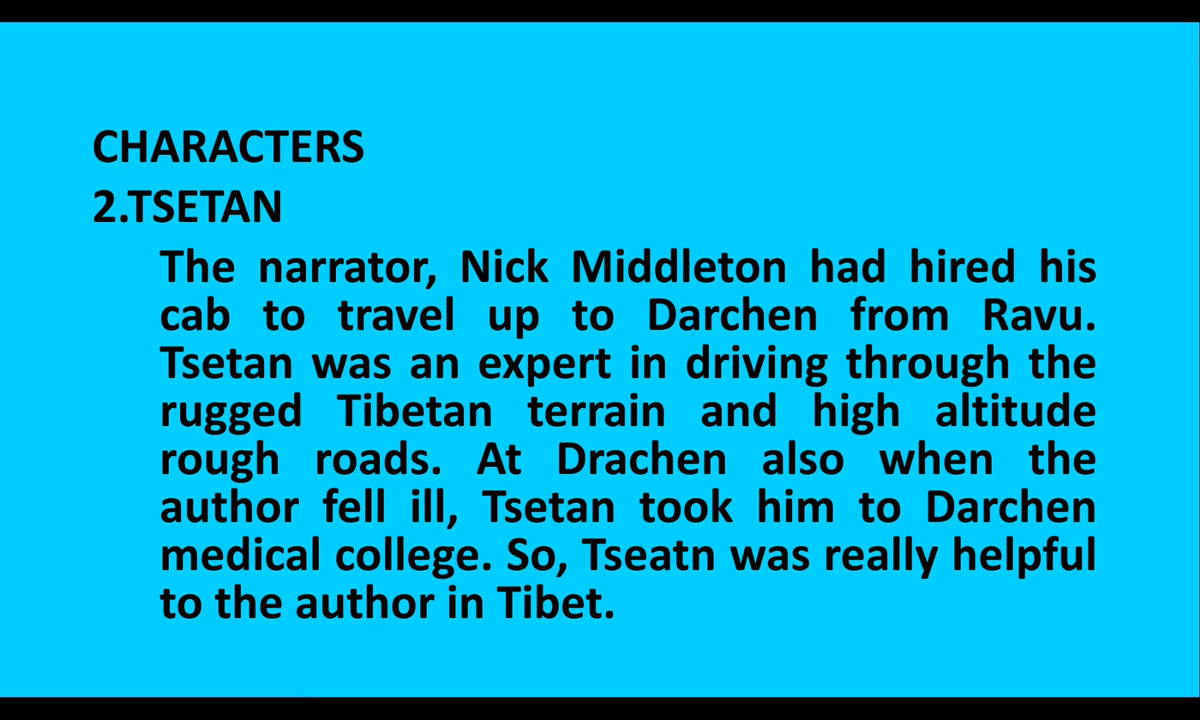 CHARACTERS
2.TSETAN
The narrator, Nick Middleton had hired his
cab to travel up to Darchen from Ravu.
Tsetan was an expert in driving through the
rugged Tibetan terrain and high altitude
rough roads. At Drachen also when the
author fell ill, Tsetan took him to Darchen
medical college. So, Tseatn was really helpful
to the author in Tibet.